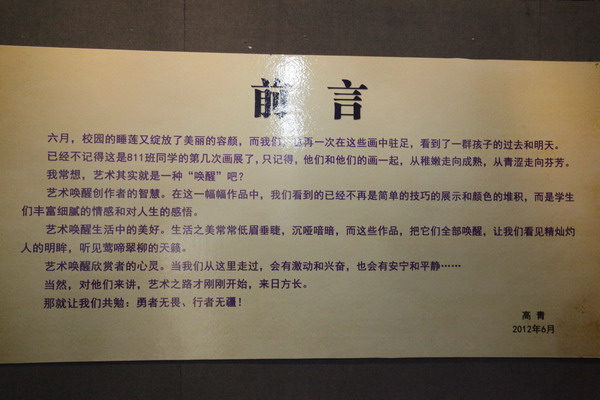 前言
六月，校园的睡莲又绽放了美丽的容颜，而我们，也再一次在这些画中驻足，看到了一群孩子的过去和明天。
已经不记得这是811班同学的第几次画展了，只记得，他们和他们的画一起，从稚嫩走向成熟，从青涩走向芬芳。
我常想，艺术其实就是一种“唤醒”吧？
艺术唤醒创作者的智慧。在这一幅幅作品中，我们看到的已经不再是简单的技巧的展示和颜色的堆积，而是学生
们丰富细腻的情感和对人生的感悟。
艺术唤醒生活中的美好。生活之美常常低眉垂睫，沉哑喑暗，而这些作品，把它们全部唤醒，让我们看见精灿灼
人的明眸，听见莺啼翠柳的天籁。
艺术唤醒欣赏者的心灵。当我们从这里走过，会有激动和兴奋，也会有安宁和平静……
当然，对他们来讲，艺术之路才刚刚开始，来日方长。
那就让我们共勉：勇者无畏、行者无疆！
高青
2012年6月